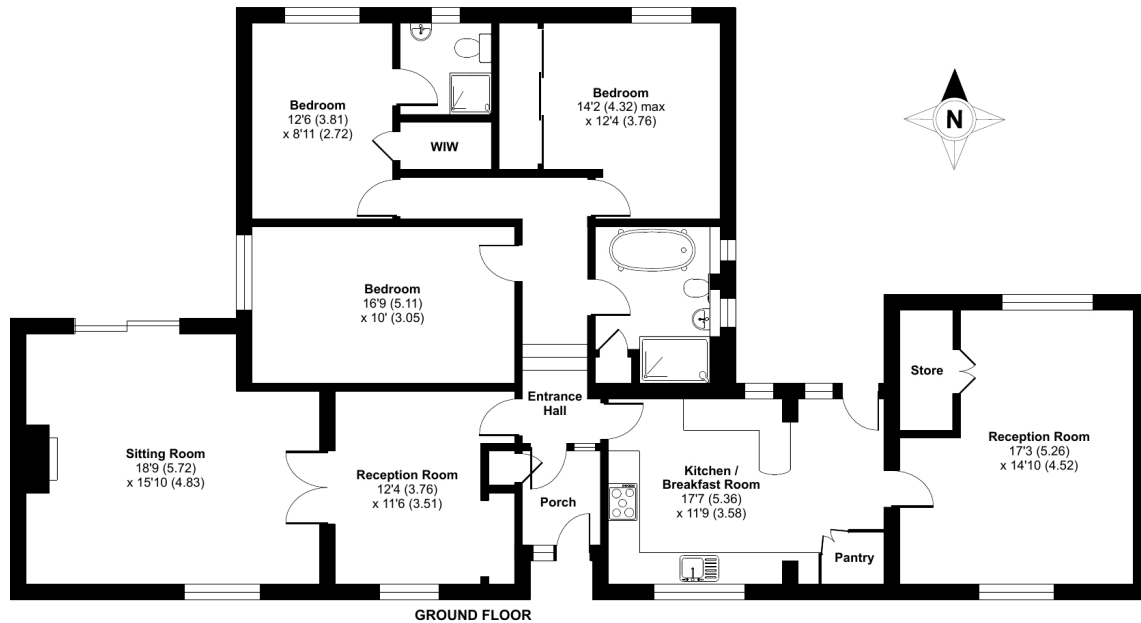 Bedroom
12'6 (3.81)
x 8'11 (2.72)
WIW
Bedroom
14'2 (4.32) max
x 12'4 (3.76)
N
Bedroom
16'9 (5.11)
x 10' (3.05)
Entrance
Hall
Sitting Room
18'9 (5.72)
x 15'10 (4.83)
Reception Room
12'4 (3.76)
x 11'6 (3.51)
Porch
Kitchen /
Breakfast Room
17'7 (5.36)
x 11'9 (3.58)
Pantry
Store
Reception Room
17'3 (5.26)
x 14'10 (4.52)
GROUND FLOOR